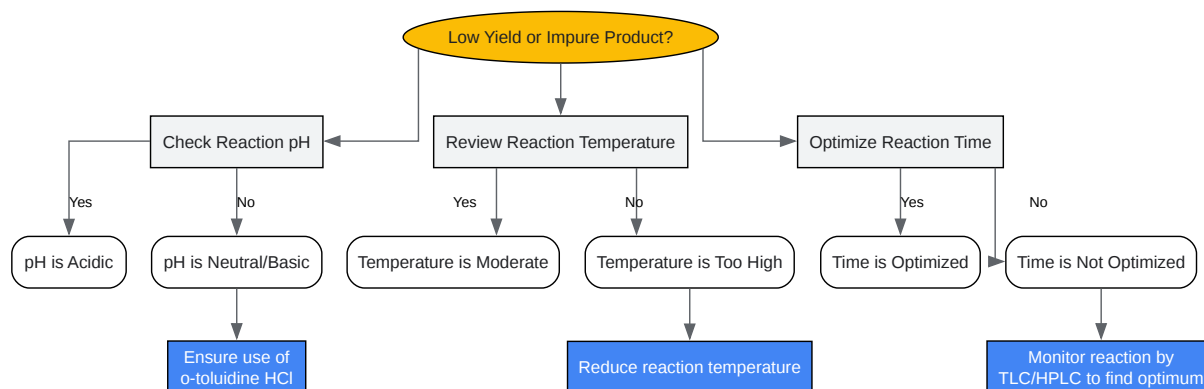 Low Yield or Impure Product?
Check Reaction pH
Review Reaction Temperature
Optimize Reaction Time
Yes
No
Yes
No
Yes
No
pH is Acidic
pH is Neutral/Basic
Temperature is Moderate
Temperature is Too High
Time is Optimized
Time is Not Optimized
Ensure use of
o-toluidine HCl
Reduce reaction temperature
Monitor reaction by
TLC/HPLC to find optimum